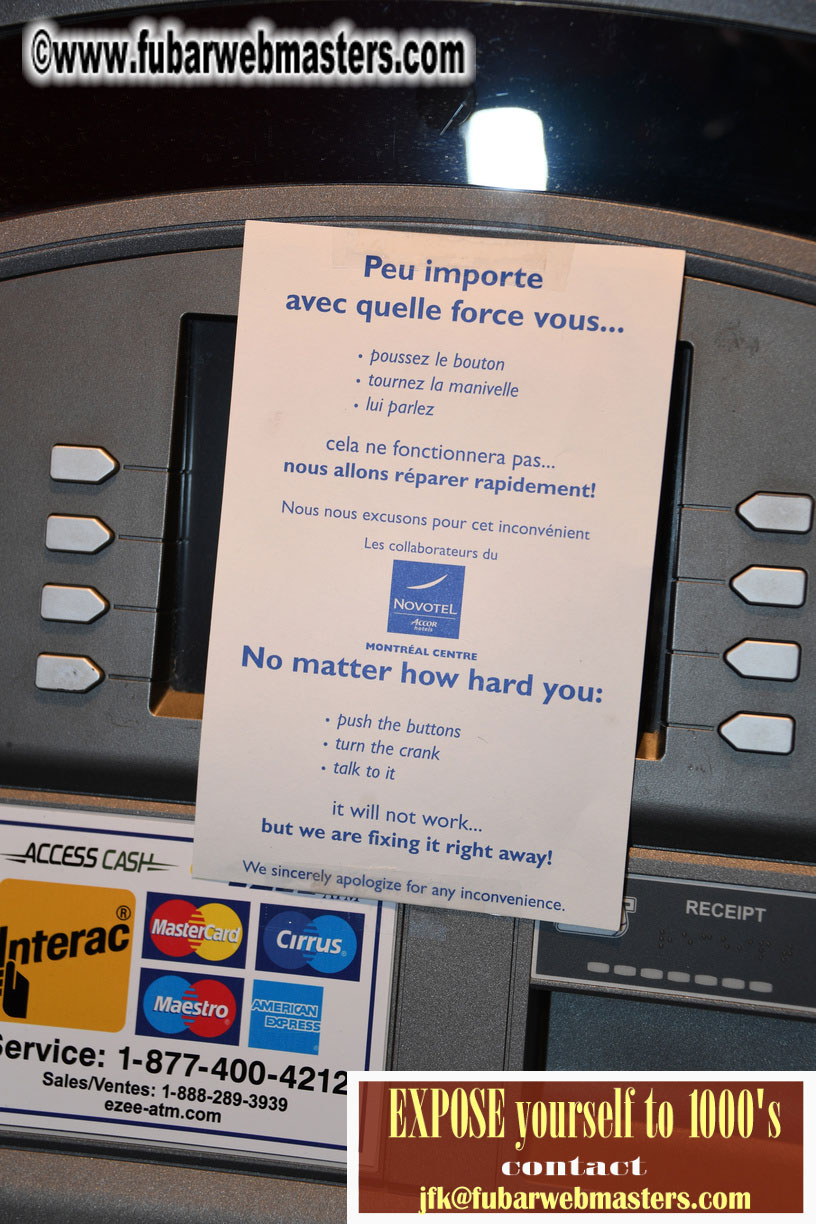 ©www.fubarwebmasters.com
Peu importe
avec quelle force vous...
• poussez le bouton
• tournez la manivelle
• lui parlez
cela ne fonctionnera pas...
nous allons réparer rapidement!
Nous nous excusons pour cet inconvénient
Les collaborateurs du
NOVOTEL
ACCOR
hotels
MONTRÉAL CENTRE
No matter how hard you:
• push the buttons
• turn the crank
• talk to it
it will not work...
but we are fixing it right away!
We sincerely apologize for any inconvenience.
ACCESS CASH
ATM
Interac®
MasterCard
Cirrus®
Maestro
AMERICAN
EXPRESS
Service: 1-877-400-4212
Sales/Ventes: 1-888-289-3939
ezee-atm.com
RECEIPT
EXPOSE yourself to 1000's
contact
jfk@fubarwebmasters.com